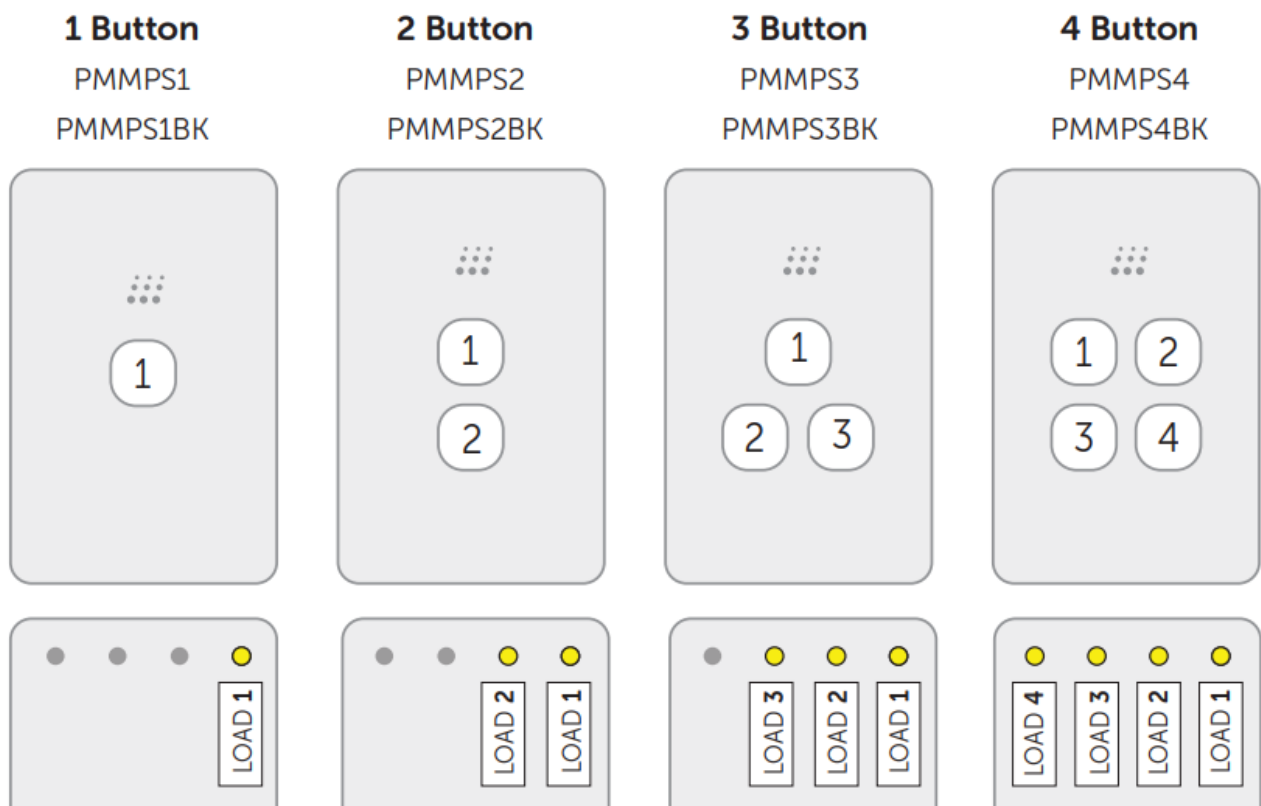 1 Button 2 Button 3 Button 4 Button
PMMPS1 PMMPS2 PMMPS3 PMMPS4
PMMPS1BK PMMPS2BK PMMPS3BK PMMPS4BK
1
1
2
1
2 3
1 2
3 4
LOAD 1
LOAD 2 LOAD 1
LOAD 3 LOAD 2 LOAD 1
LOAD 4 LOAD 3 LOAD 2 LOAD 1